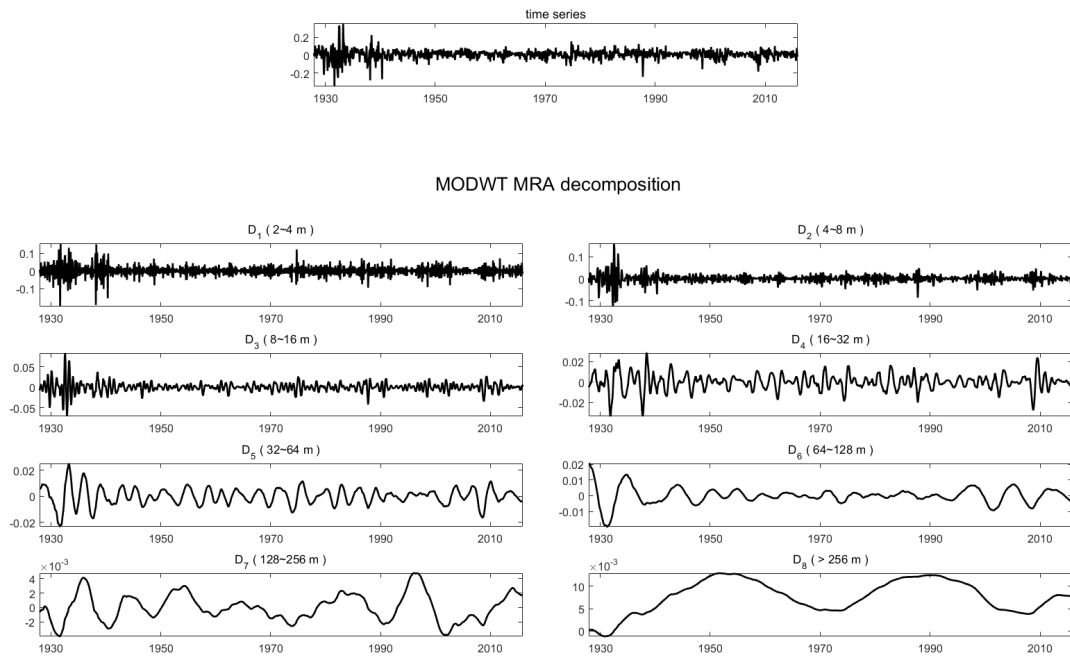 time series
0.2
0
-0.2
1930 1950 1970 1990 2010
MODWT MRA decomposition
D1 ( 2~4 m )
0.1
0
-0.1
1930 1950 1970 1990 2010
D2 ( 4~8 m )
0.1
0
-0.1
1930 1950 1970 1990 2010
D3 ( 8~16 m )
0.05
0
-0.05
1930 1950 1970 1990 2010
D4 ( 16~32 m )
0.02
0
-0.02
1930 1950 1970 1990 2010
D5 ( 32~64 m )
0.02
0
-0.02
1930 1950 1970 1990 2010
D6 ( 64~128 m )
0.01
0
-0.01
1930 1950 1970 1990 2010
D7 ( 128~256 m )
×10-3
4
2
0
-2
1930 1950 1970 1990 2010
D8 ( > 256 m )
×10-3
10
5
0
1930 1950 1970 1990 2010